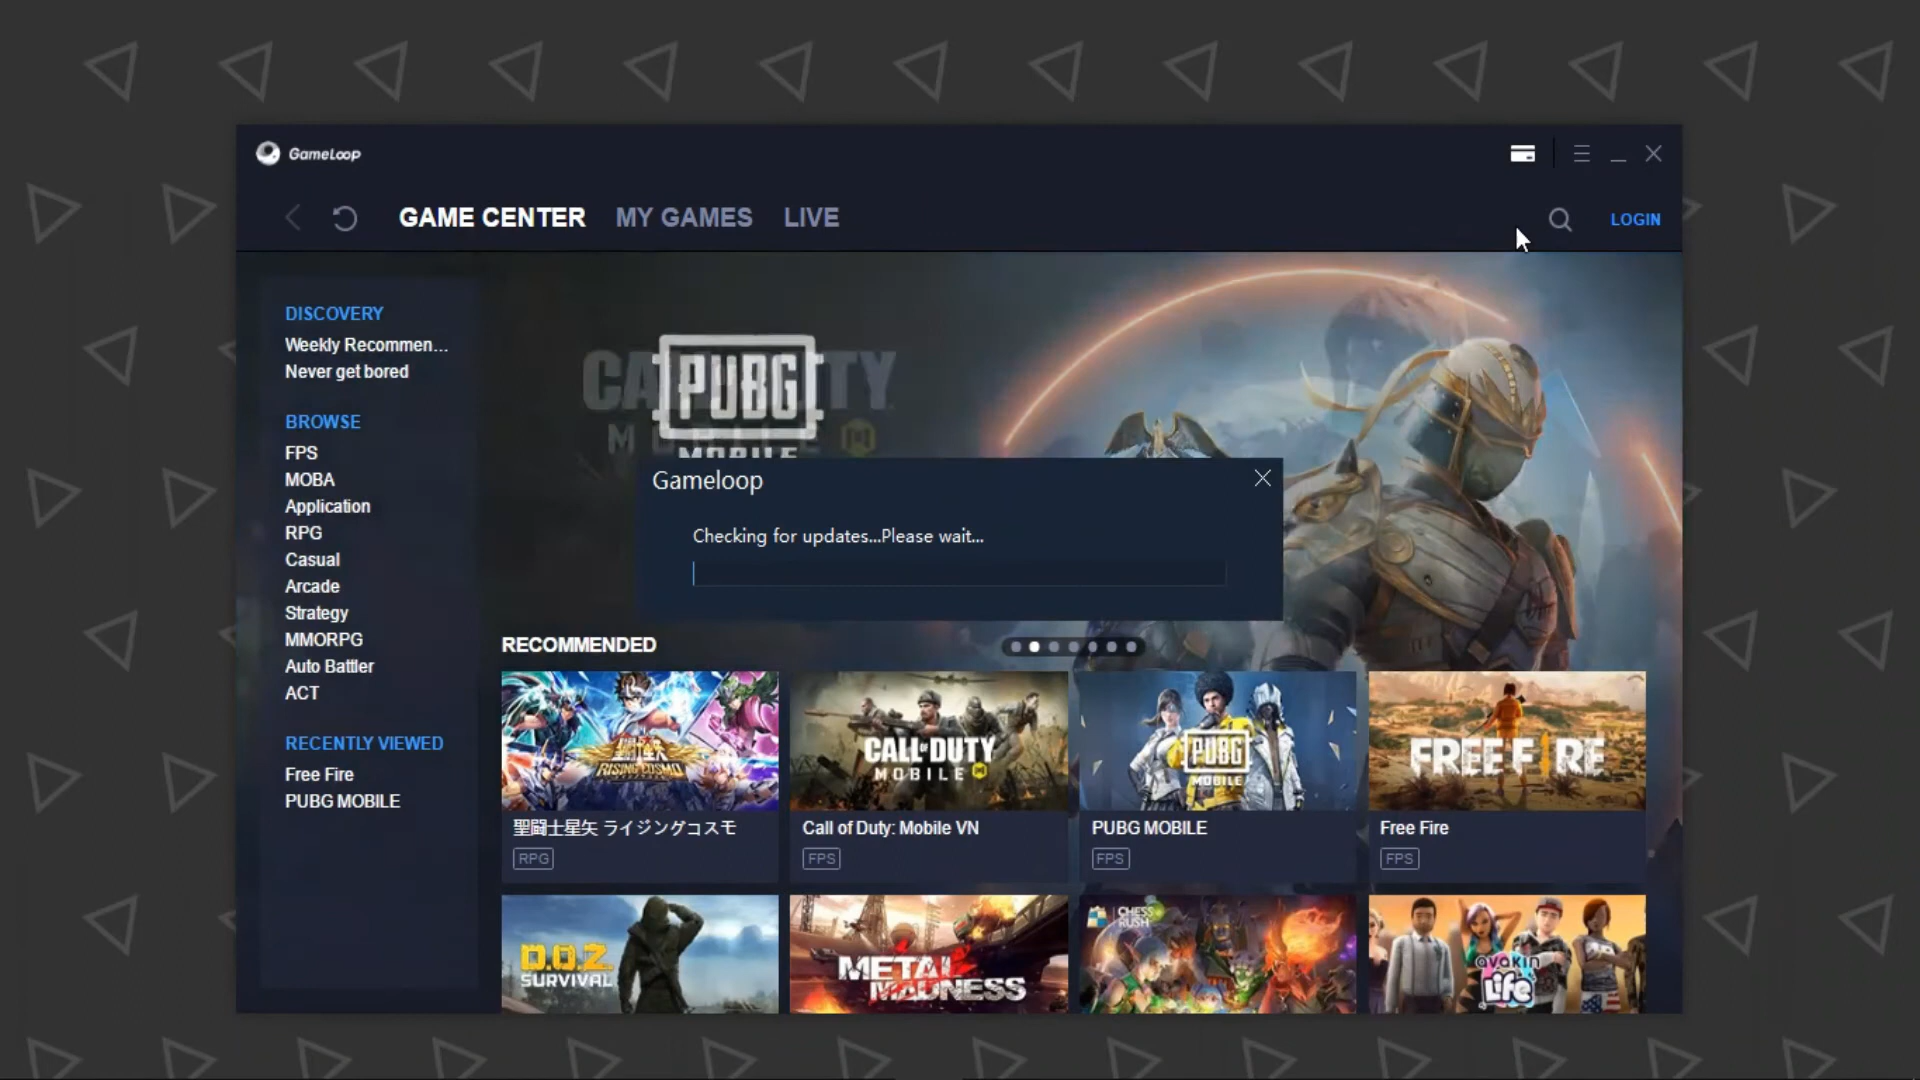 GameLoop
GAME CENTER MY GAMES LIVE
LOGIN
DISCOVERY
Weekly Recommen...
Never get bored
BROWSE
FPS
MOBA
Application
RPG
Casual
Arcade
Strategy
MMORPG
Auto Battler
ACT
RECENTLY VIEWED
Free Fire
PUBG MOBILE
PUBG
MOBILE
Gameloop
Checking for updates...Please wait...
RECOMMENDED
RISING COSMO
CALL OF DUTY
MOBILE
PUBG
MOBILE
FREE FIRE
聖闘士星矢 ライジングコスモ
Call of Duty: Mobile VN
PUBG MOBILE
Free Fire
RPG
FPS
FPS
FPS
D.O.Z.
SURVIVAL
METAL
MADNESS
CHESS
RUSH
avakin
Life